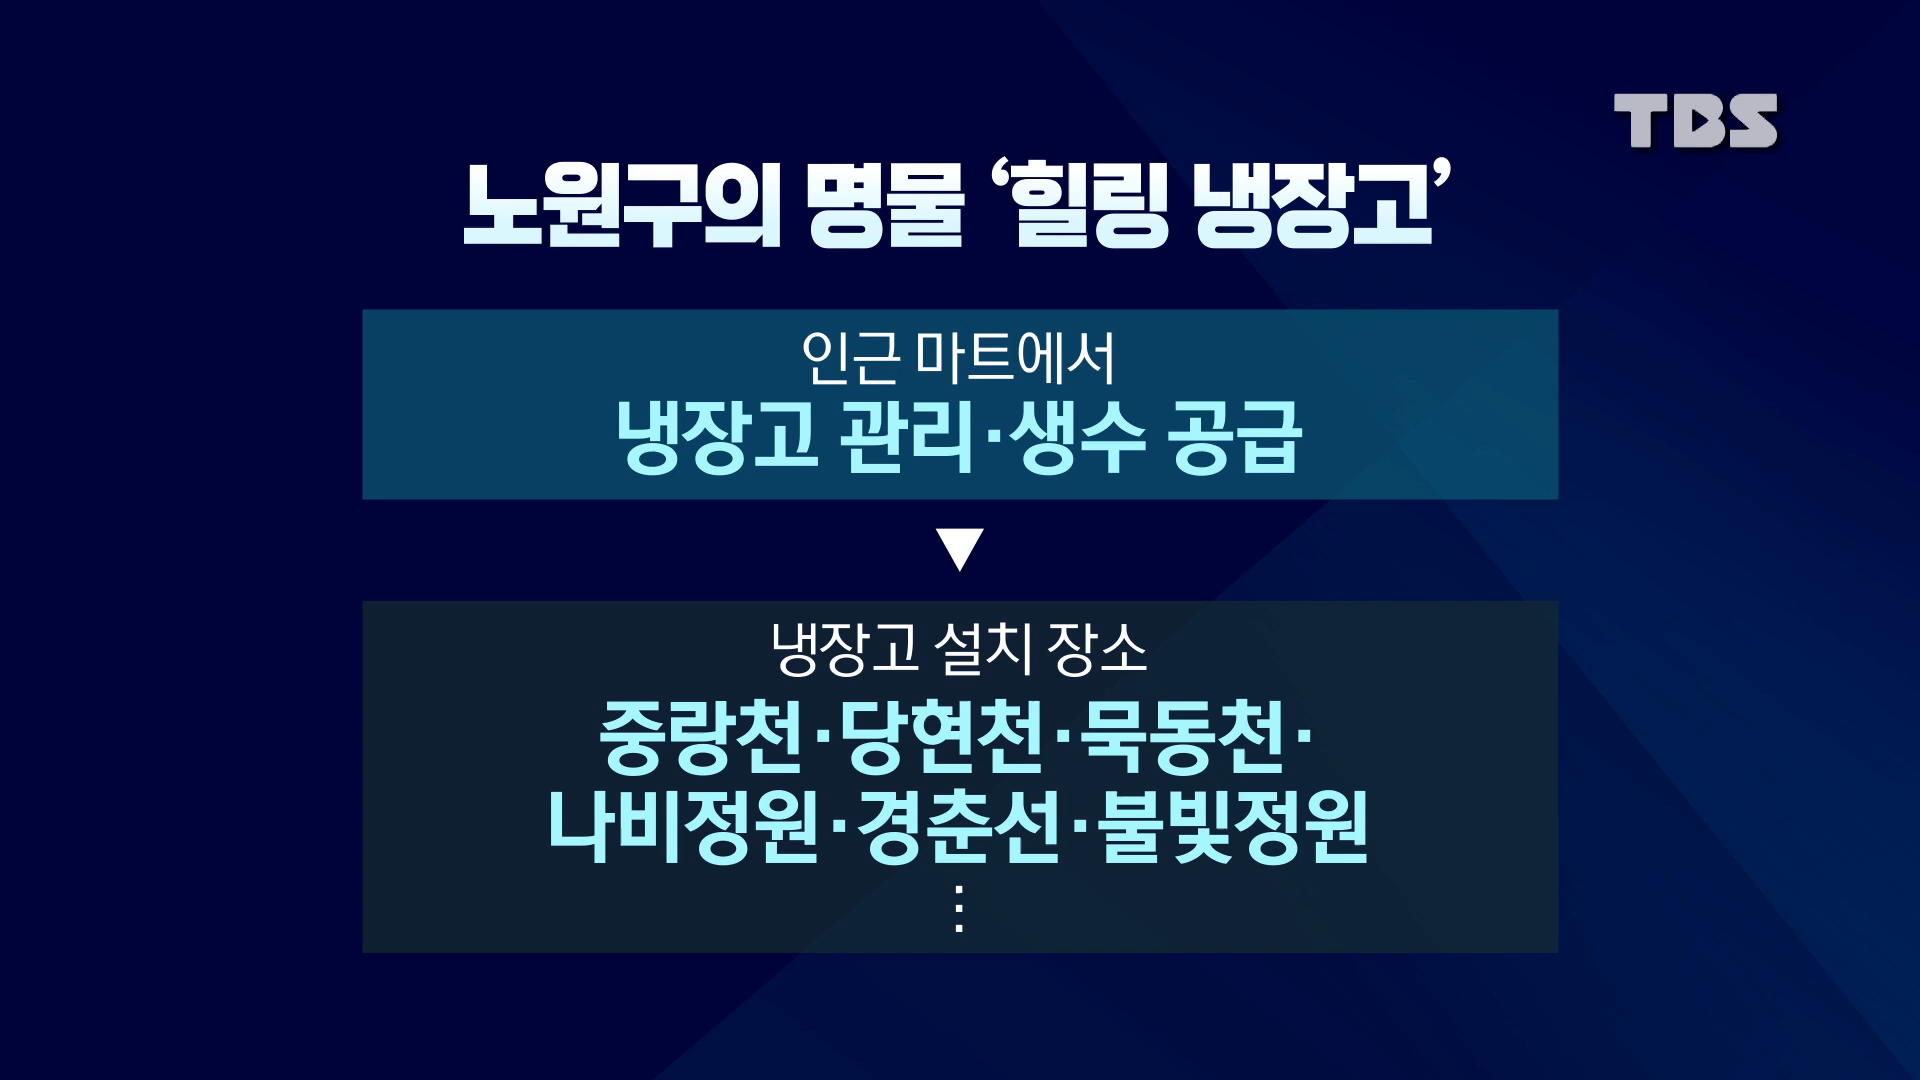 TBS
노원구의 명물 ‘힐링 냉장고’
인근 마트에서
냉장고 관리·생수 공급
▼
냉장고 설치 장소
중랑천·당현천·묵동천·
나비정원·경춘선·불빛정원
⋮